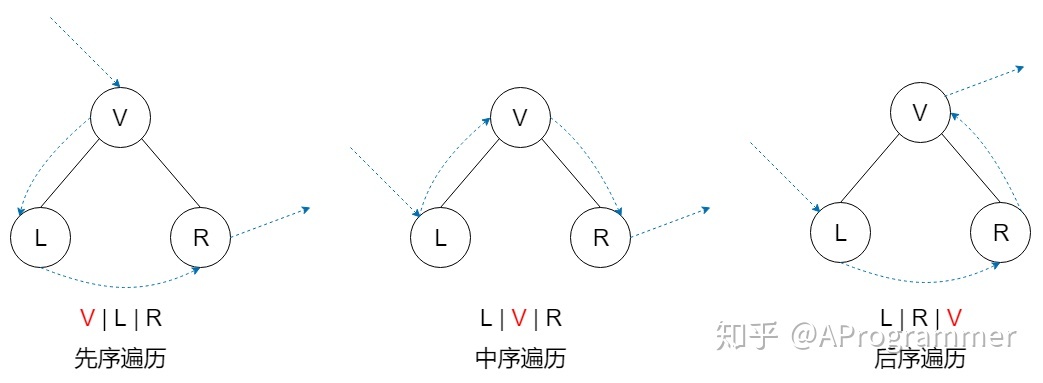 V
L
R
V | L | R
先序遍历
V
L
R
L | V | R
中序遍历
V
L
R
L | R | V
后序遍历
知乎 @AProgrammer